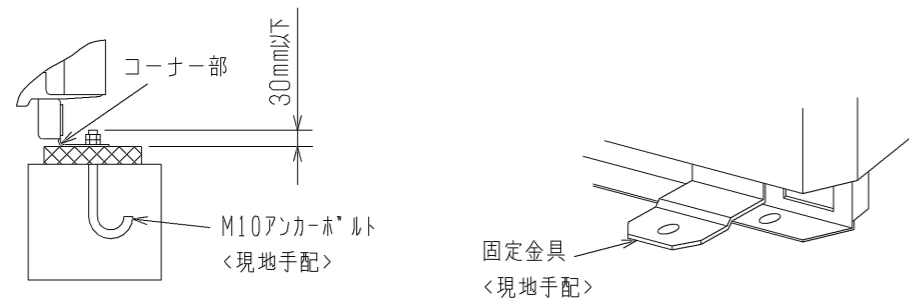 コーナー部
30mm以下
M10アンカーボルト
<現地手配>
固定金具
<現地手配>